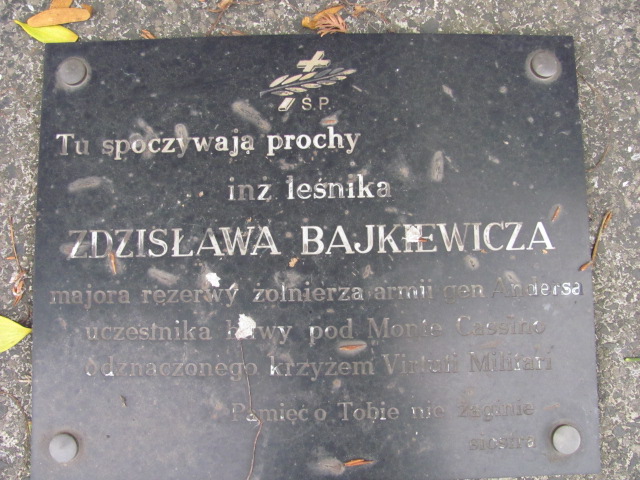 Ś.P.
Tu spoczywają prochy
inż leśnika
ZDZISŁAWA BAJKIEWICZA
majora rezerwy żołnierza armii gen Andersa
uczestnika bitwy pod Monte Cassino
odznaczonego krzyżem Virtuti Militari
Pamięć o Tobie nie zaginie
siostra